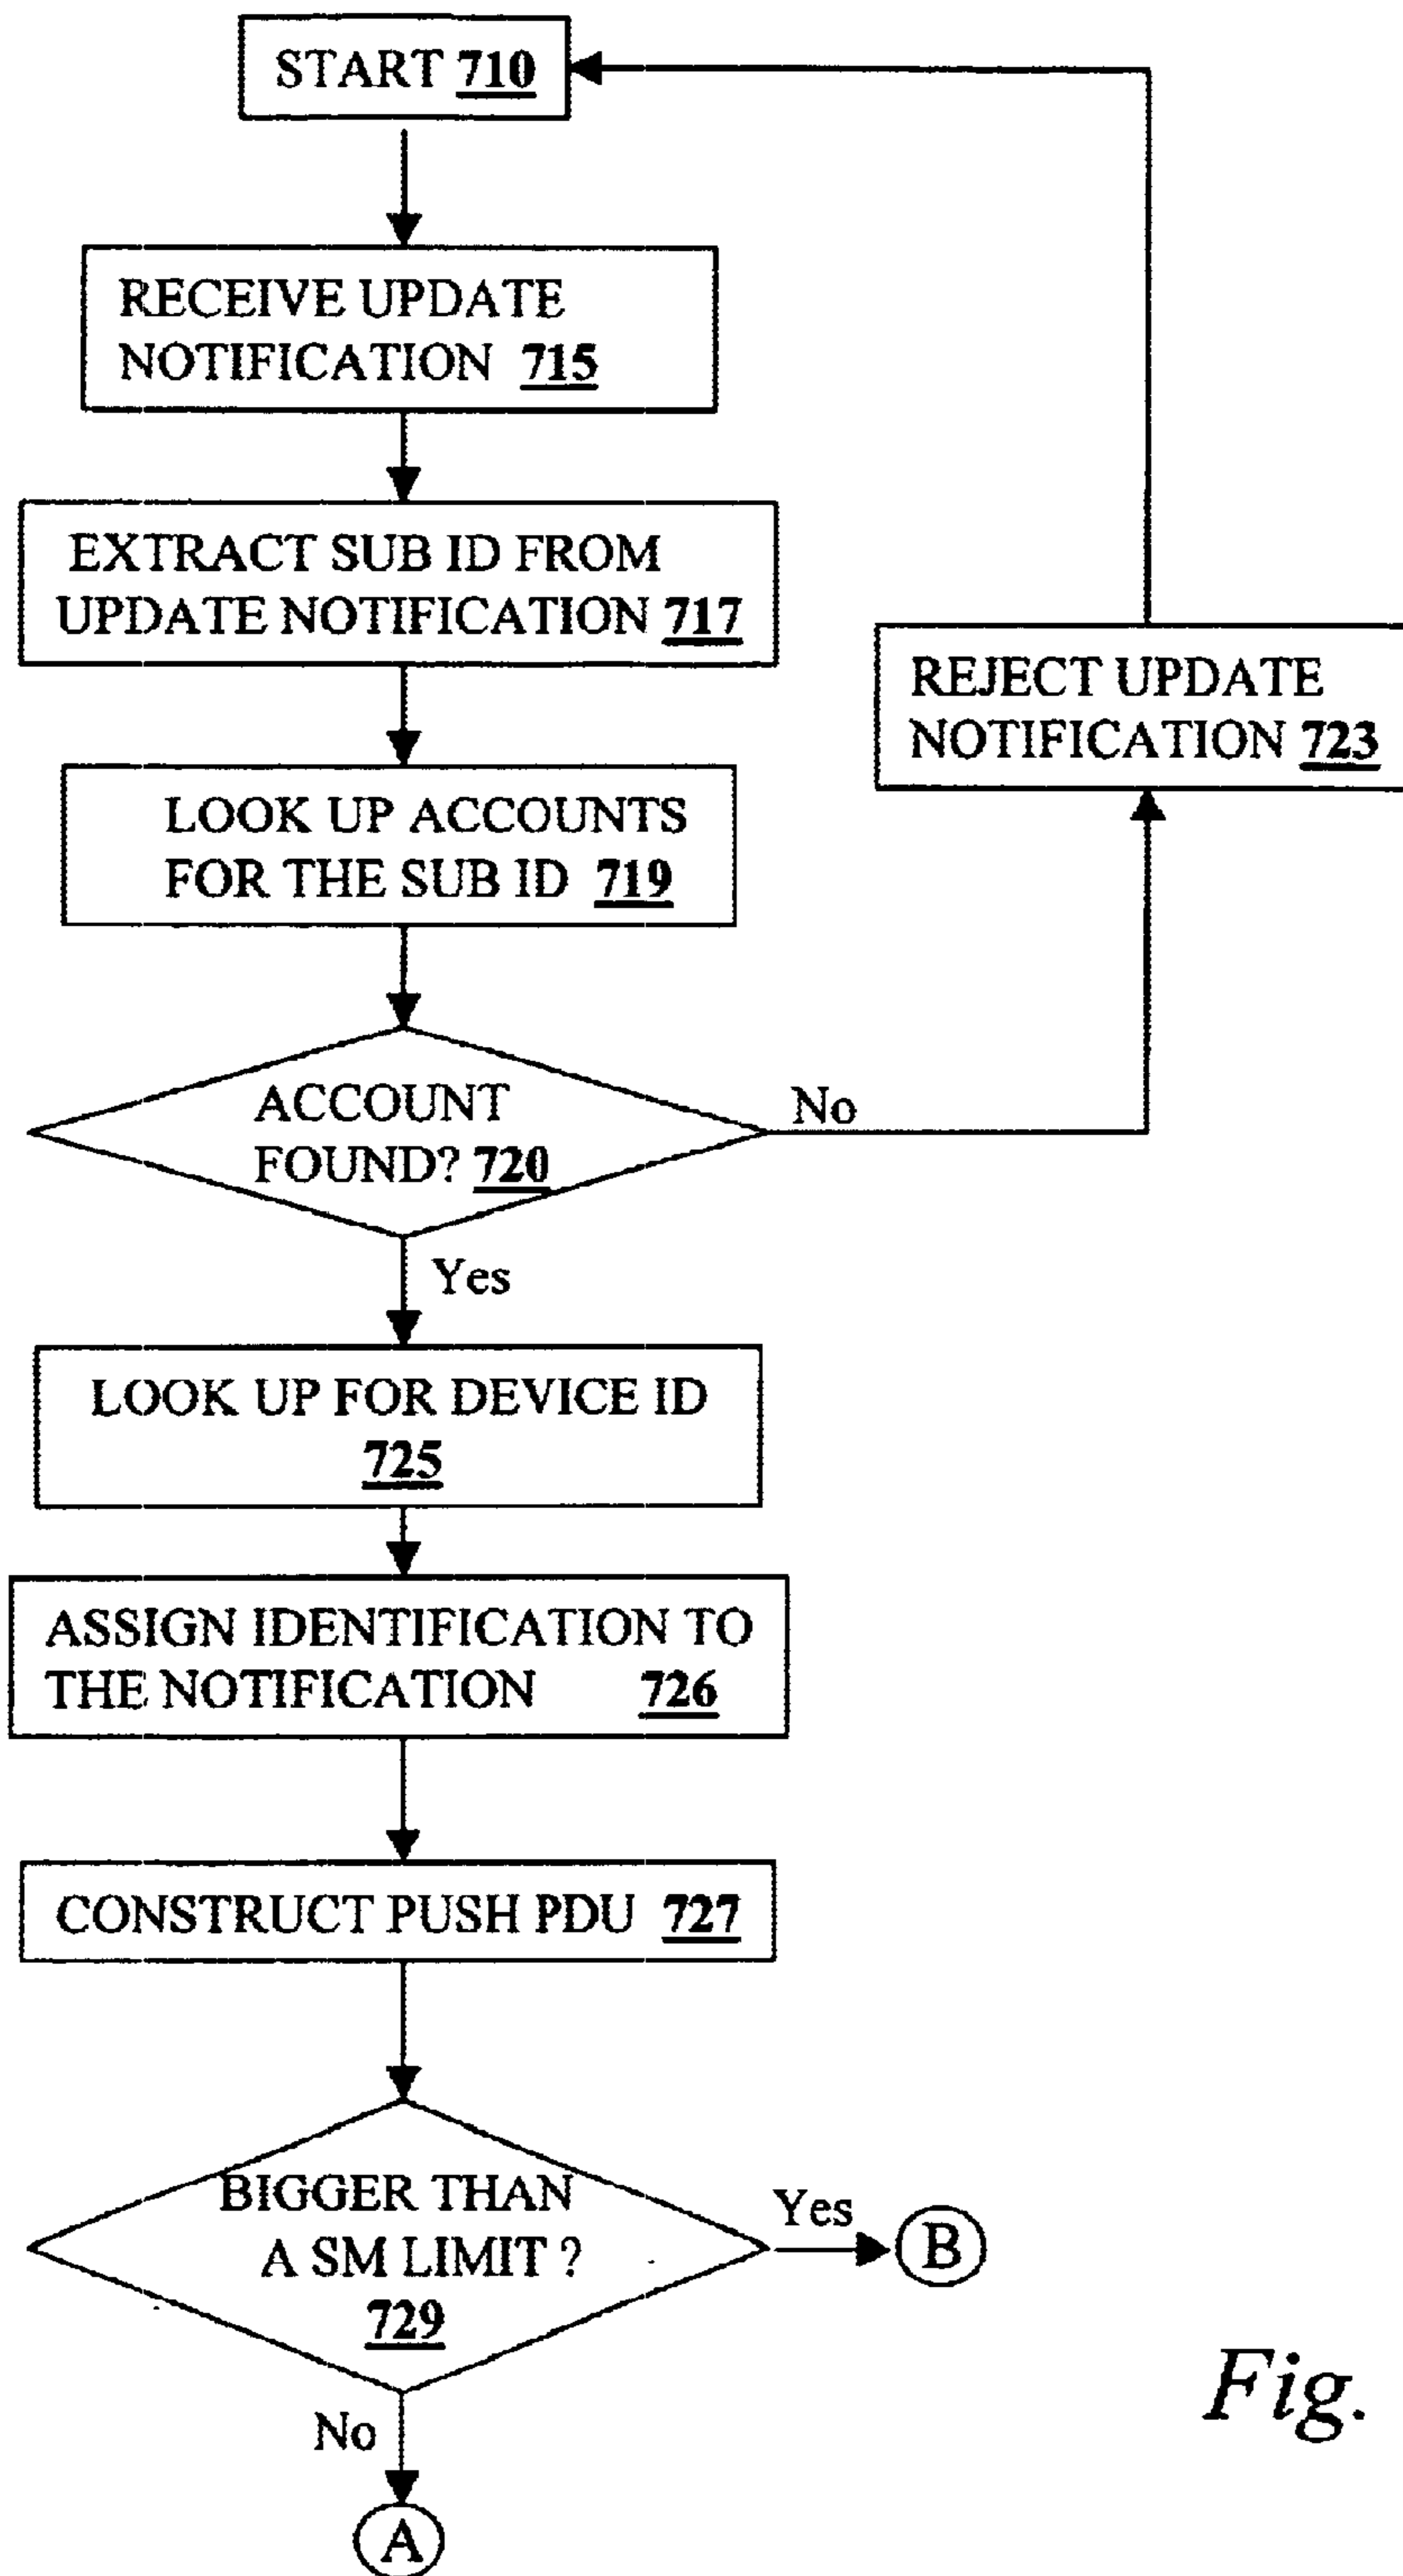 START 710
RECEIVE UPDATE
NOTIFICATION 715
EXTRACT SUB ID FROM
UPDATE NOTIFICATION 717
LOOK UP ACCOUNTS
FOR THE SUB ID 719
REJECT UPDATE
NOTIFICATION 723
ACCOUNT
FOUND? 720
No
Yes
LOOK UP FOR DEVICE ID
725
ASSIGN IDENTIFICATION TO
THE NOTIFICATION 726
CONSTRUCT PUSH PDU 727
BIGGER THAN
A SM LIMIT ?
729
Yes
B
No
A
Fig.